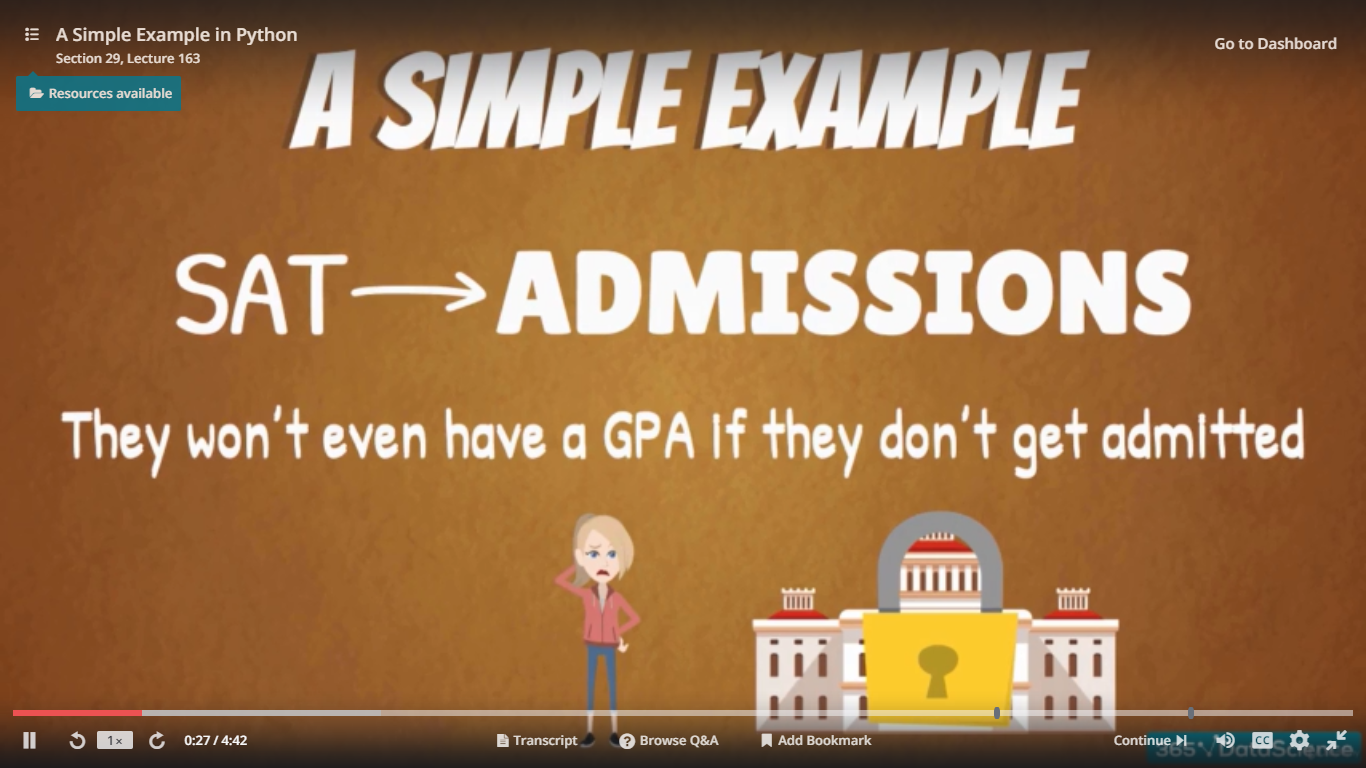 A Simple Example in Python
Section 29, Lecture 163
Go to Dashboard
Resources available
A SIMPLE EXAMPLE
SAT → ADMISSIONS
They won't even have a GPA if they don't get admitted
1×
0:27 / 4:42
Transcript
Browse Q&A
Add Bookmark
Continue
CC
365 DataScience